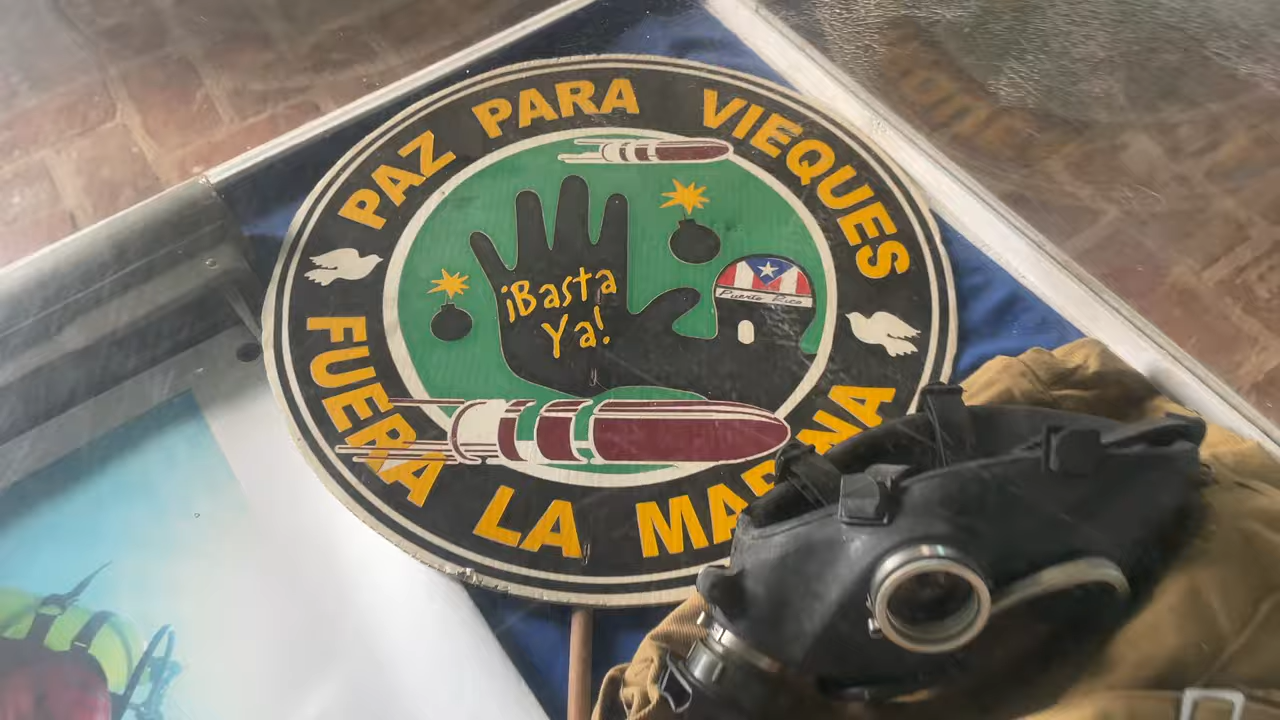 PAZ PARA VIEQUES
¡Basta
Ya!
Puerto Rico
FUERA LA MARINA